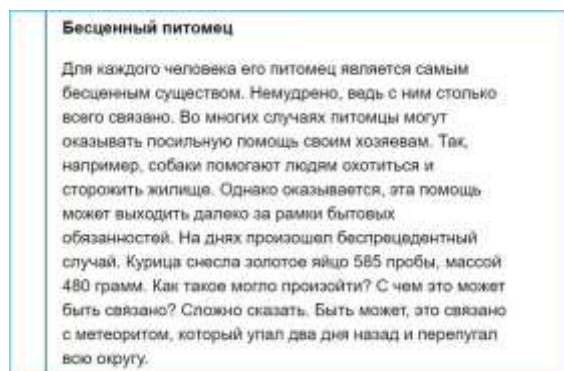 Бесценный питомец
Для каждого человека его питомец является самым
бесценным существом. Немудрено, ведь с ним столько
всего связано. Во многих случаях питомцы могут
оказывать посильную помощь своим хозяевам. Так,
например, собаки помогают людям охотиться и
сторожить жилище. Однако оказывается, эта помощь
может выходить далеко за рамки бытовых
обязанностей. На днях произошел беспрецедентный
случай. Курица снесла золотое яйцо 585 пробы, массой
480 грамм. Как такое могло произойти? С чем это может
быть связано? Сложно сказать. Быть может, это связано
с метеоритом, который упал два дня назад и перепугал
всю округу.